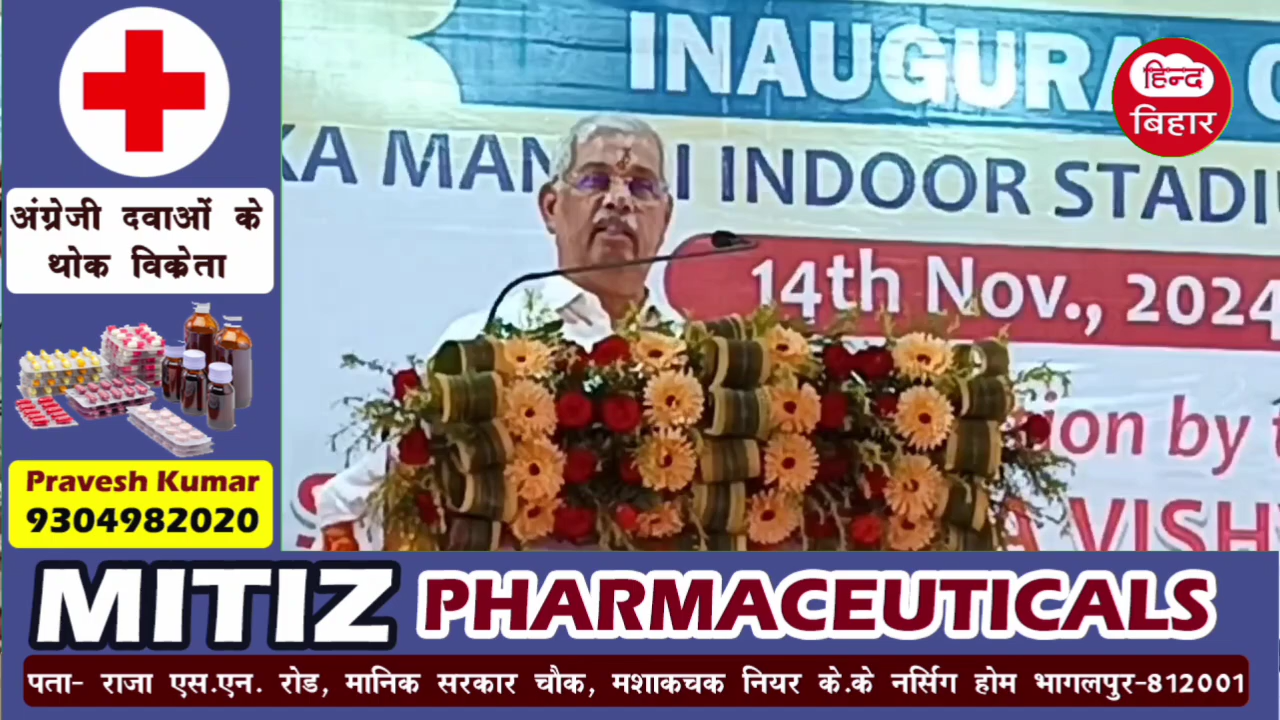 INAUGURA
हिन्द
बिहार
KA MAN I INDOOR STADI
14th Nov., 2024
ion by t
A VISH
अंग्रेजी दवाओं के
थोक विक्रेता
Pravesh Kumar
9304982020
MITIZ PHARMACEUTICALS
पता- राजा एस.एन. रोड, मानिक सरकार चौक, मशाकचक नियर के.के नर्सिंग होम भागलपुर-812001